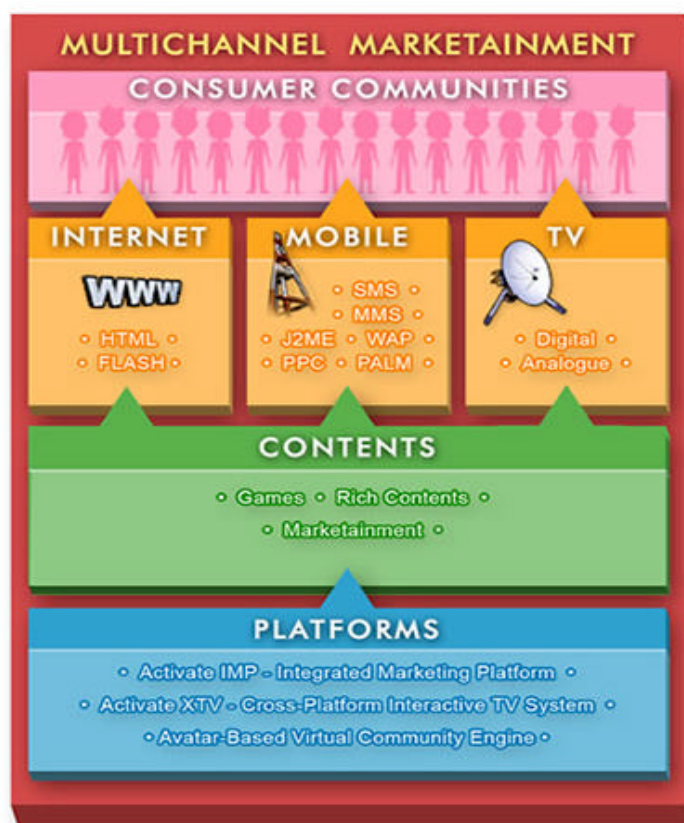 MULTICHANNEL MARKETAINMENT
CONSUMER COMMUNITIES
INTERNET
WWW
• HTML •
• FLASH •
MOBILE
• SMS •
• MMS •
• J2ME • WAP •
• PPC • PALM •
TV
• Digital •
• Analogue •
CONTENTS
• Games • Rich Contents •
• Marketainment •
PLATFORMS
• Activate IMP - Integrated Marketing Platform •
• Activate XTV - Cross-Platform Interactive TV System •
• Avatar-Based Virtual Community Engine •